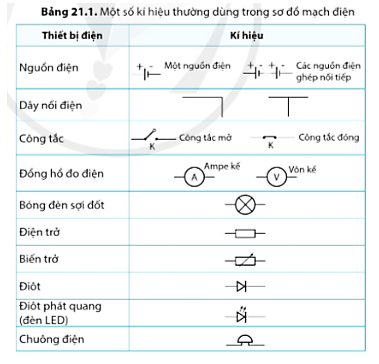 Bảng 21.1. Một số kí hiệu thường dùng trong sơ đồ mạch điện
Thiết bị điện Kí hiệu
Nguồn điện + - Một nguồn điện + - + - Các nguồn điện
ghép nối tiếp
Dây nối điện
Công tắc K Công tắc mở K Công tắc đóng
Đồng hồ đo điện A Ampe kế V Vôn kế
Bóng đèn sợi đốt
Điện trở
Biến trở
Điôt
Điôt phát quang
(đèn LED)
Chuông điện